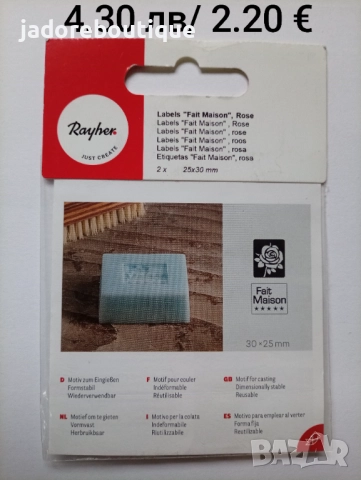 4.30 лв/ 2.20 €
jadoreboutique
Rayher®
JUST CREATE
Labels "Fait Maison", Rose
Labels "Fait Maison" , Rose
Labels "Fait Maison" , rose
Labels "Fait Maison" , roos
Labels "Fait Maison" , rosa
Etiquetas "Fait Maison", rosa
2 x 25x30 mm
Fait
Maison
30 × 25 mm
D Motiv zum Eingießen
Formstabil
Wiederverwendbar
F Motif pour couler
Indéformable
Réutilisable
GB Motif for casting
Dimensionally stable
Reusable
NL Motief om te gieten
Vormvast
Herbruikbaar
I Motivo per la colata
Indeformabile
Riutilizzabile
ES Motivo para emplear al verter
Forma fija
Reutilizable
BAZAR